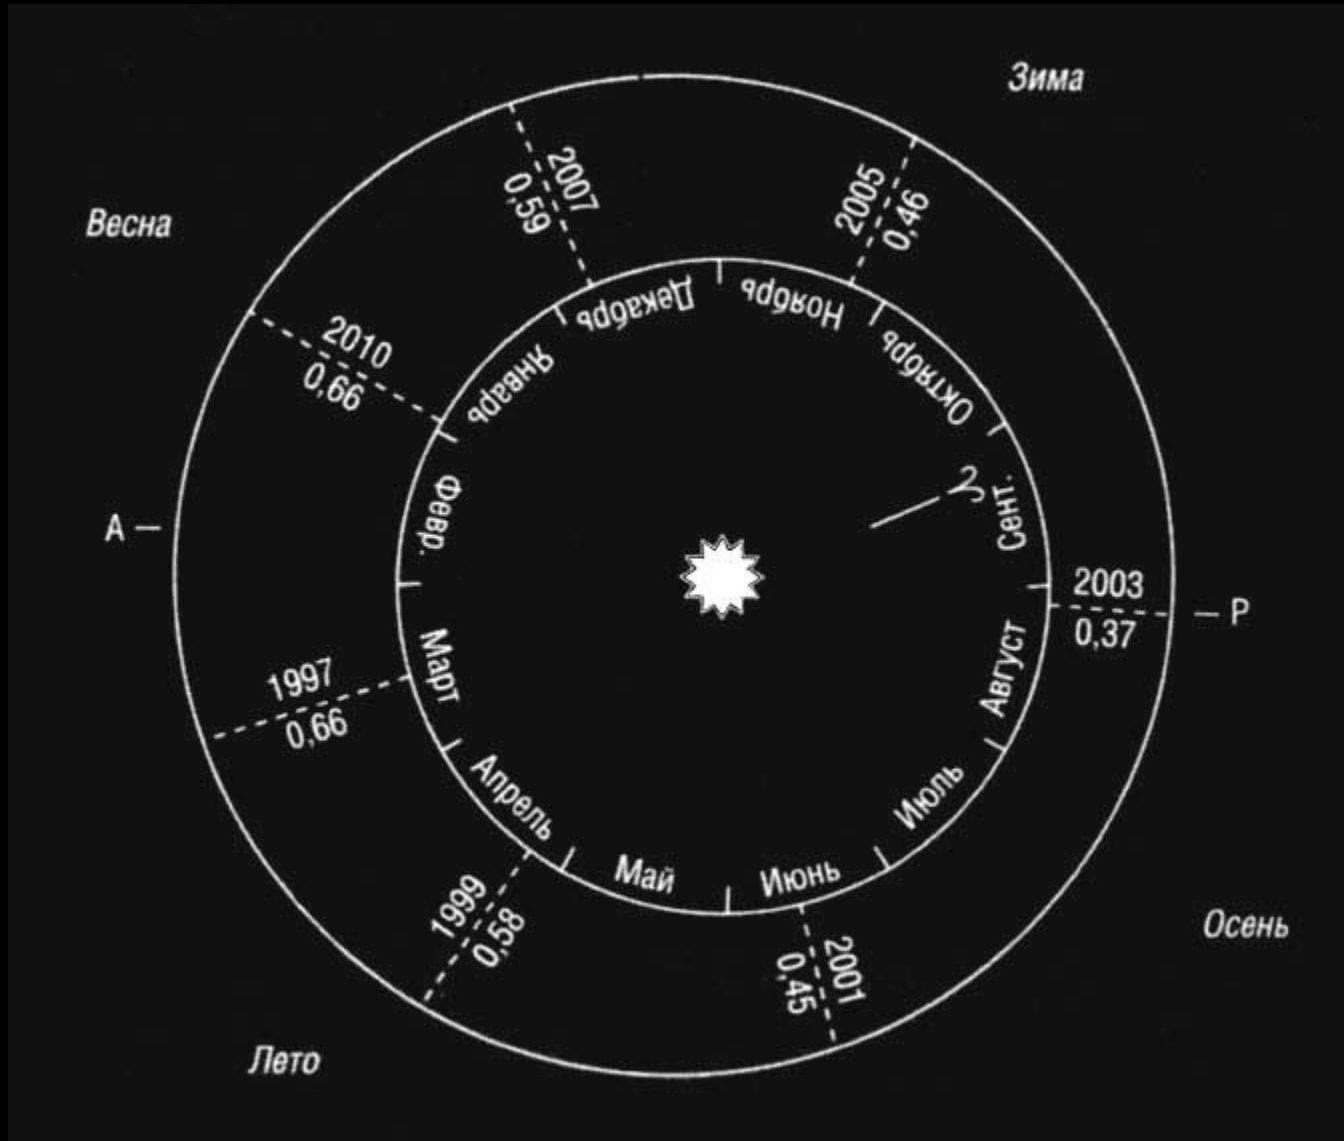 Зима
Весна
2007
0,59
2005
0,46
2010
0,66
Декабрь
Ноябрь
Январь
Октябрь
Февр.
Сент.
А
2003
0,37
Р
Март
Август
1997
0,66
Апрель
Июль
Май
Июнь
1999
0,58
2001
0,45
Осень
Лето